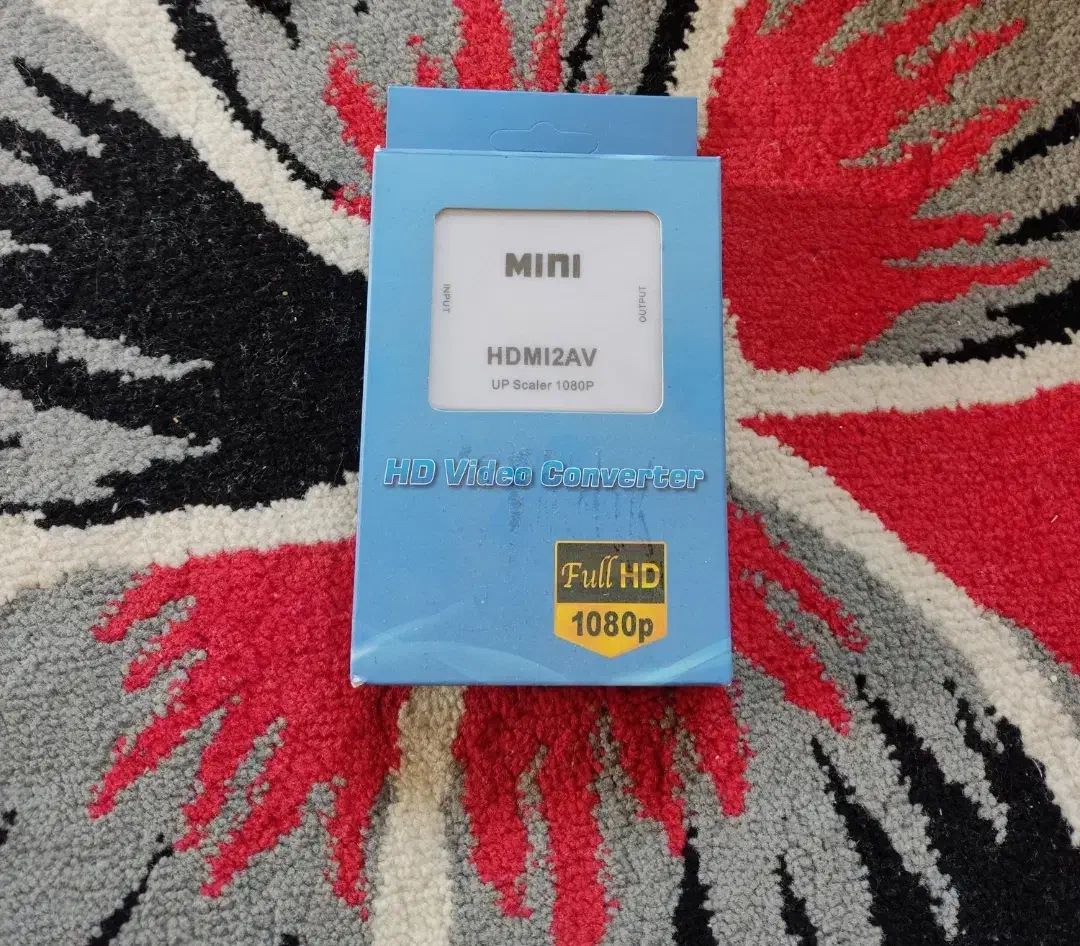 MINI
INPUT
OUTPUT
HDMI2AV
UP Scaler 1080P
HD Video Converter
Full HD
1080p